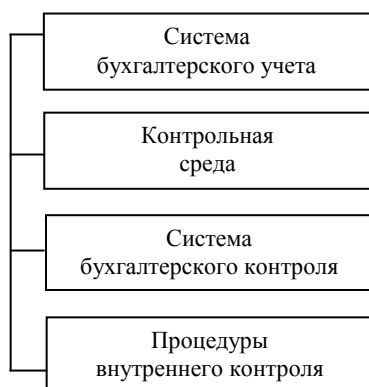 Система
бухгалтерского учета
Контрольная
среда
Система
бухгалтерского контроля
Процедуры
внутреннего контроля